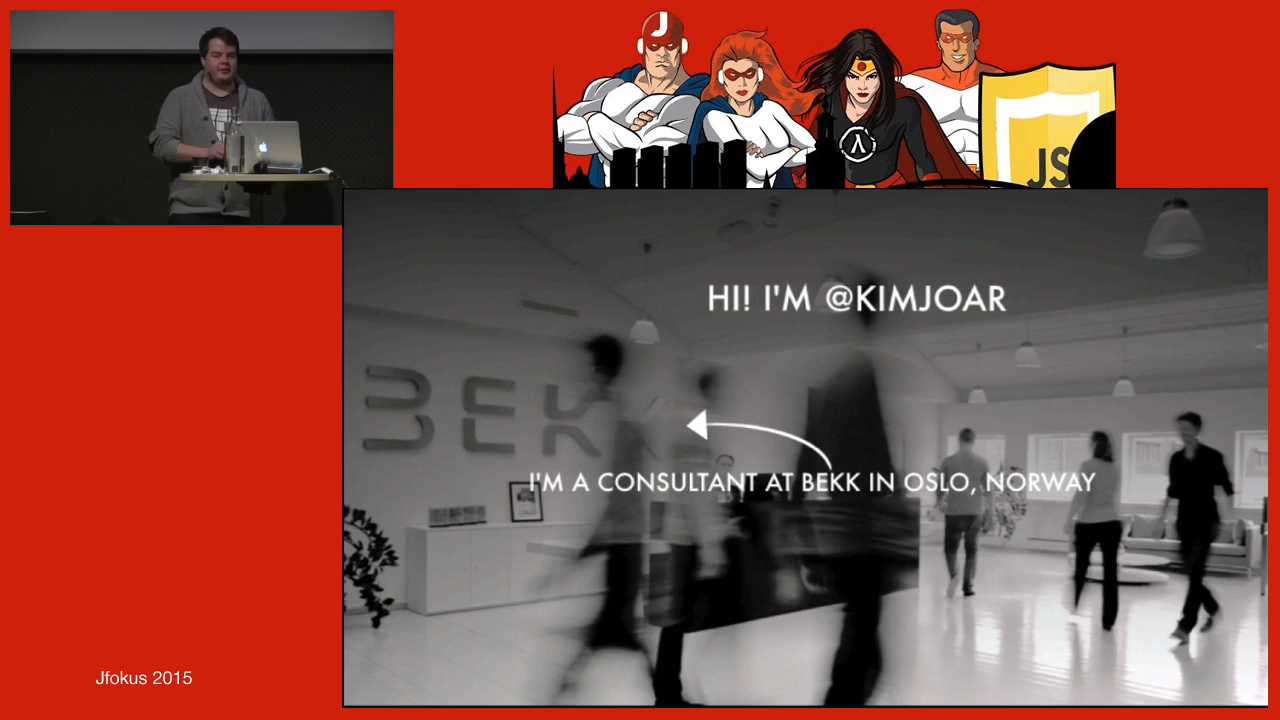 J
JS
HI! I'M @KIMJOAR
BEKK
I'M A CONSULTANT AT BEKK IN OSLO, NORWAY
Jfokus 2015